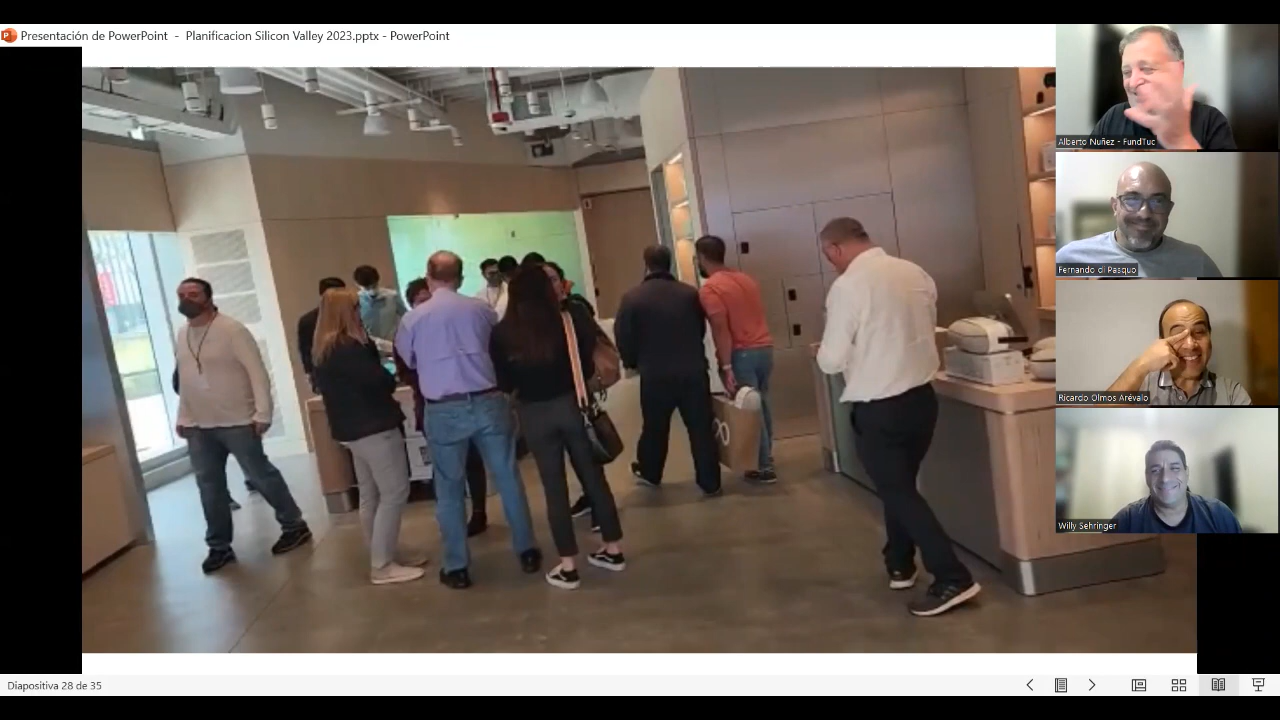 Presentación de PowerPoint - Planificacion Silicon Valley 2023.pptx - PowerPoint
Alberto Nuñez - FundTuc
Fernando di Pasquo
Ricardo Olmos Arévalo
Willy Sehringer
Diapositiva 28 de 35